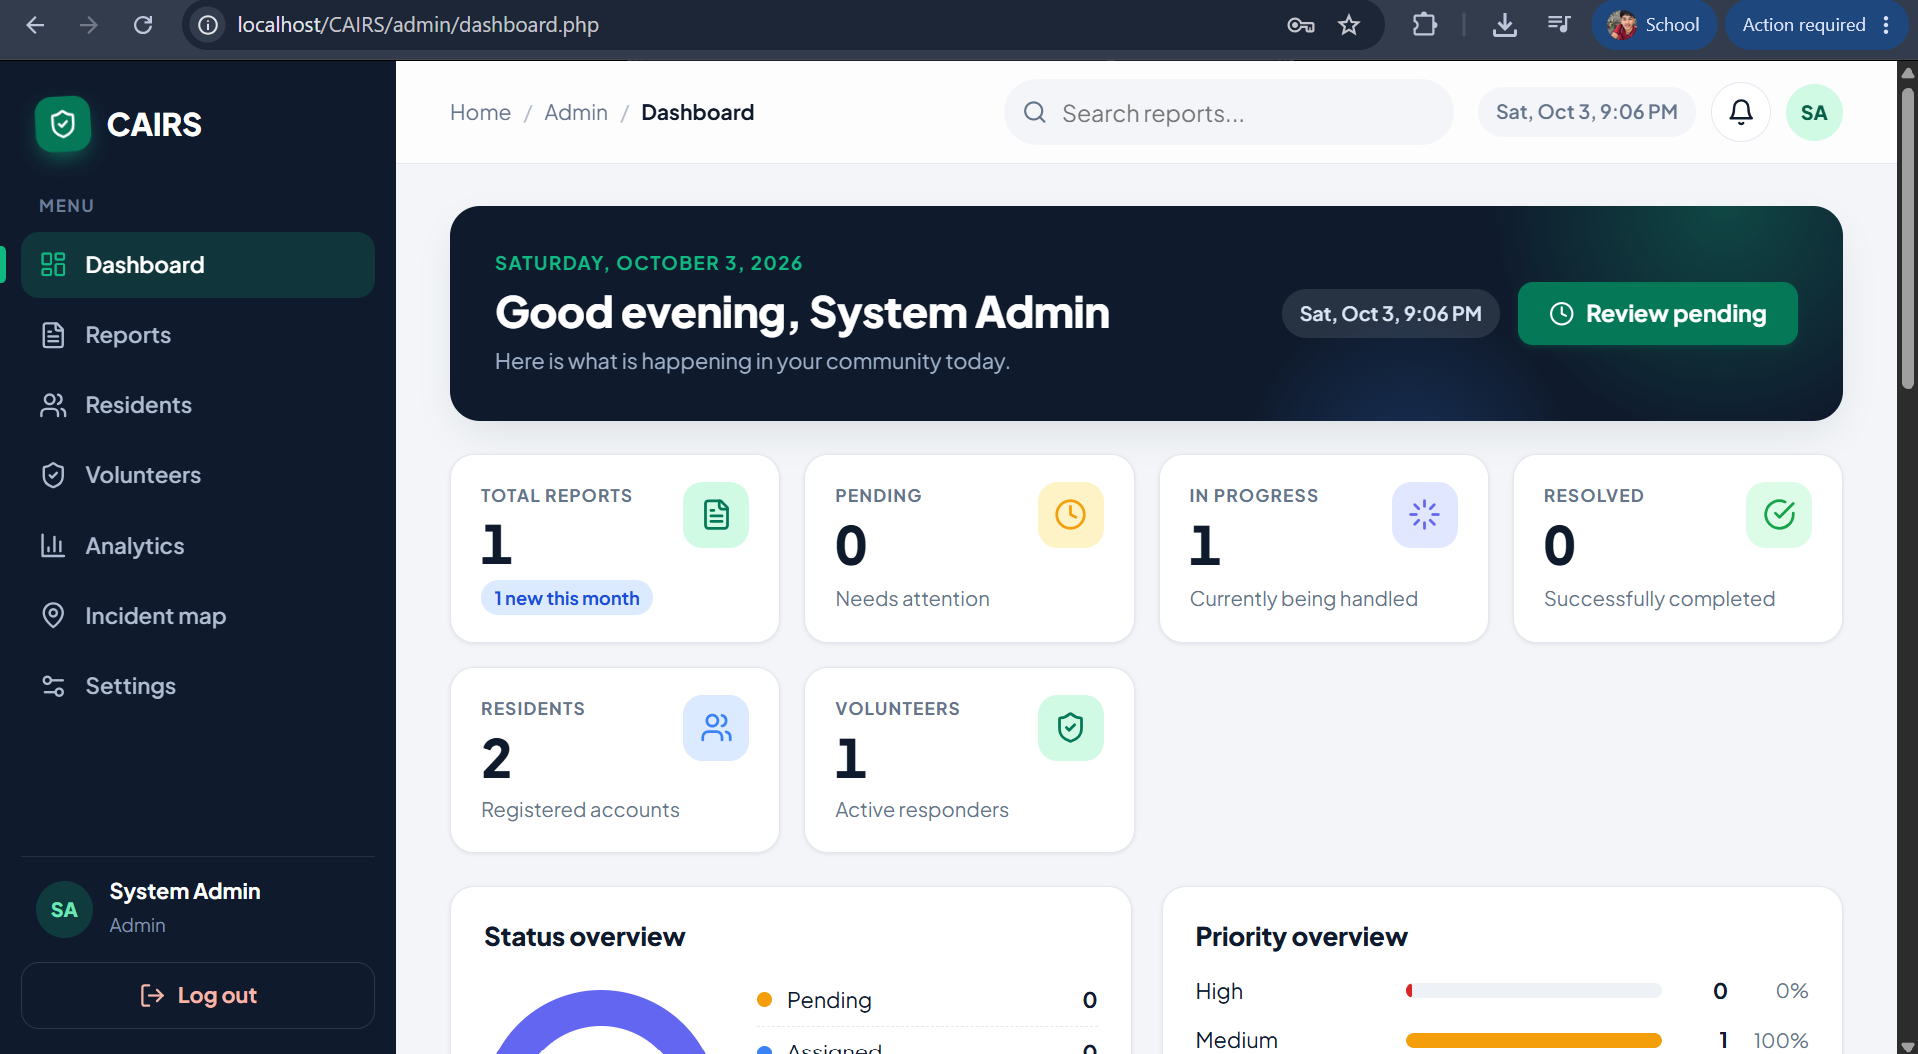 localhost/CAIRS/admin/dashboard.php
School
Action required
CAIRS
MENU
Dashboard
Reports
Residents
Volunteers
Analytics
Incident map
Settings
SA
System Admin
Admin
Log out
Home / Admin / Dashboard
Search reports...
Sat, Oct 3, 9:06 PM
SA
SATURDAY, OCTOBER 3, 2026
Good evening, System Admin
Here is what is happening in your community today.
Sat, Oct 3, 9:06 PM
Review pending
TOTAL REPORTS
1
1 new this month
PENDING
0
Needs attention
IN PROGRESS
1
Currently being handled
RESOLVED
0
Successfully completed
RESIDENTS
2
Registered accounts
VOLUNTEERS
1
Active responders
Status overview
Pending 0
Assigned 0
Priority overview
High 0 0%
Medium 1 100%